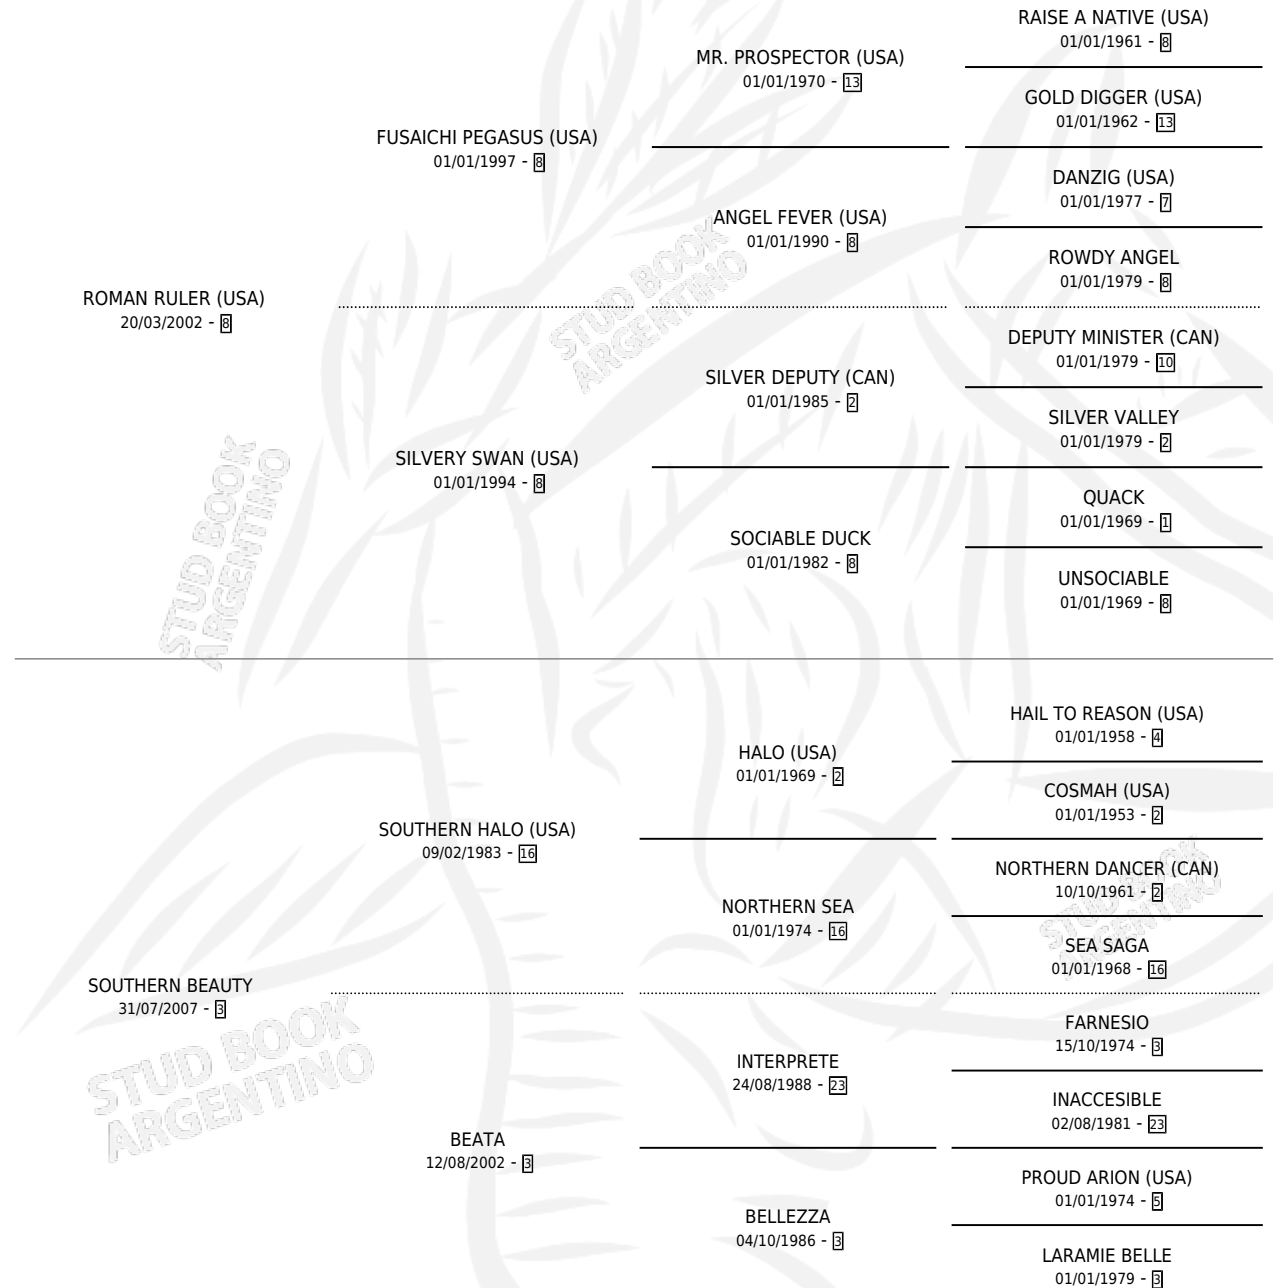 RAISE A NATIVE (USA)
01/01/1961 - 8
MR. PROSPECTOR (USA)
01/01/1970 - 13
GOLD DIGGER (USA)
01/01/1962 - 13
FUSAICHI PEGASUS (USA)
01/01/1997 - 8
DANZIG (USA)
01/01/1977 - 7
ANGEL FEVER (USA)
01/01/1990 - 8
ROWDY ANGEL
01/01/1979 - 8
ROMAN RULER (USA)
20/03/2002 - 8
DEPUTY MINISTER (CAN)
01/01/1979 - 10
SILVER DEPUTY (CAN)
01/01/1985 - 2
SILVER VALLEY
01/01/1979 - 2
SILVERY SWAN (USA)
01/01/1994 - 8
QUACK
01/01/1969 - 1
SOCIABLE DUCK
01/01/1982 - 8
UNSOCIABLE
01/01/1969 - 8
STUD BOOK
ARGENTINO
STUD BOOK
ARGENTINO
HAIL TO REASON (USA)
01/01/1958 - 4
HALO (USA)
01/01/1969 - 2
COSMAH (USA)
01/01/1953 - 2
SOUTHERN HALO (USA)
09/02/1983 - 16
NORTHERN DANCER (CAN)
10/10/1961 - 2
NORTHERN SEA
01/01/1974 - 16
SEA SAGA
01/01/1968 - 16
SOUTHERN BEAUTY
31/07/2007 - 3
FARNESIO
15/10/1974 - 3
INTERPRETE
24/08/1988 - 23
INACCESIBLE
02/08/1981 - 23
BEATA
12/08/2002 - 3
PROUD ARION (USA)
01/01/1974 - 5
BELLEZZA
04/10/1986 - 3
LARAMIE BELLE
01/01/1979 - 3
STUD BOOK
ARGENTINO
STUD BOOK
ARGENTINO